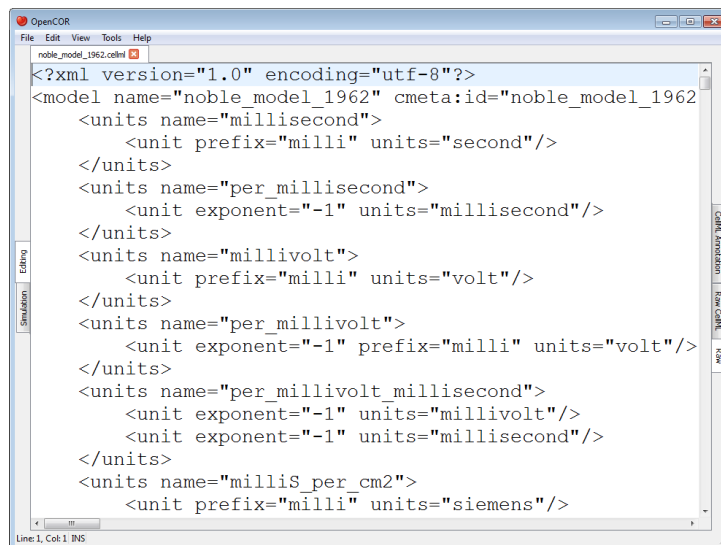 OpenCOR
File Edit View Tools Help
noble_model_1962.cellml
<?xml version="1.0" encoding="utf-8"?>
<model name="noble_model_1962" cmeta:id="noble_model_1962
<units name="millisecond">
<unit prefix="milli" units="second"/>
</units>
<units name="per_millisecond">
<unit exponent="-1" units="millisecond"/>
</units>
<units name="millivolt">
<unit prefix="milli" units="volt"/>
</units>
<units name="per_millivolt">
<unit exponent="-1" prefix="milli" units="volt"/>
</units>
<units name="per_millivolt_millisecond">
<unit exponent="-1" units="millivolt"/>
<unit exponent="-1" units="millisecond"/>
</units>
<units name="milliS_per_cm2">
<unit prefix="milli" units="siemens"/>
Editing
Simulation
CellML Annotation
Raw CellML
Raw
Line: 1, Col: 1 INS